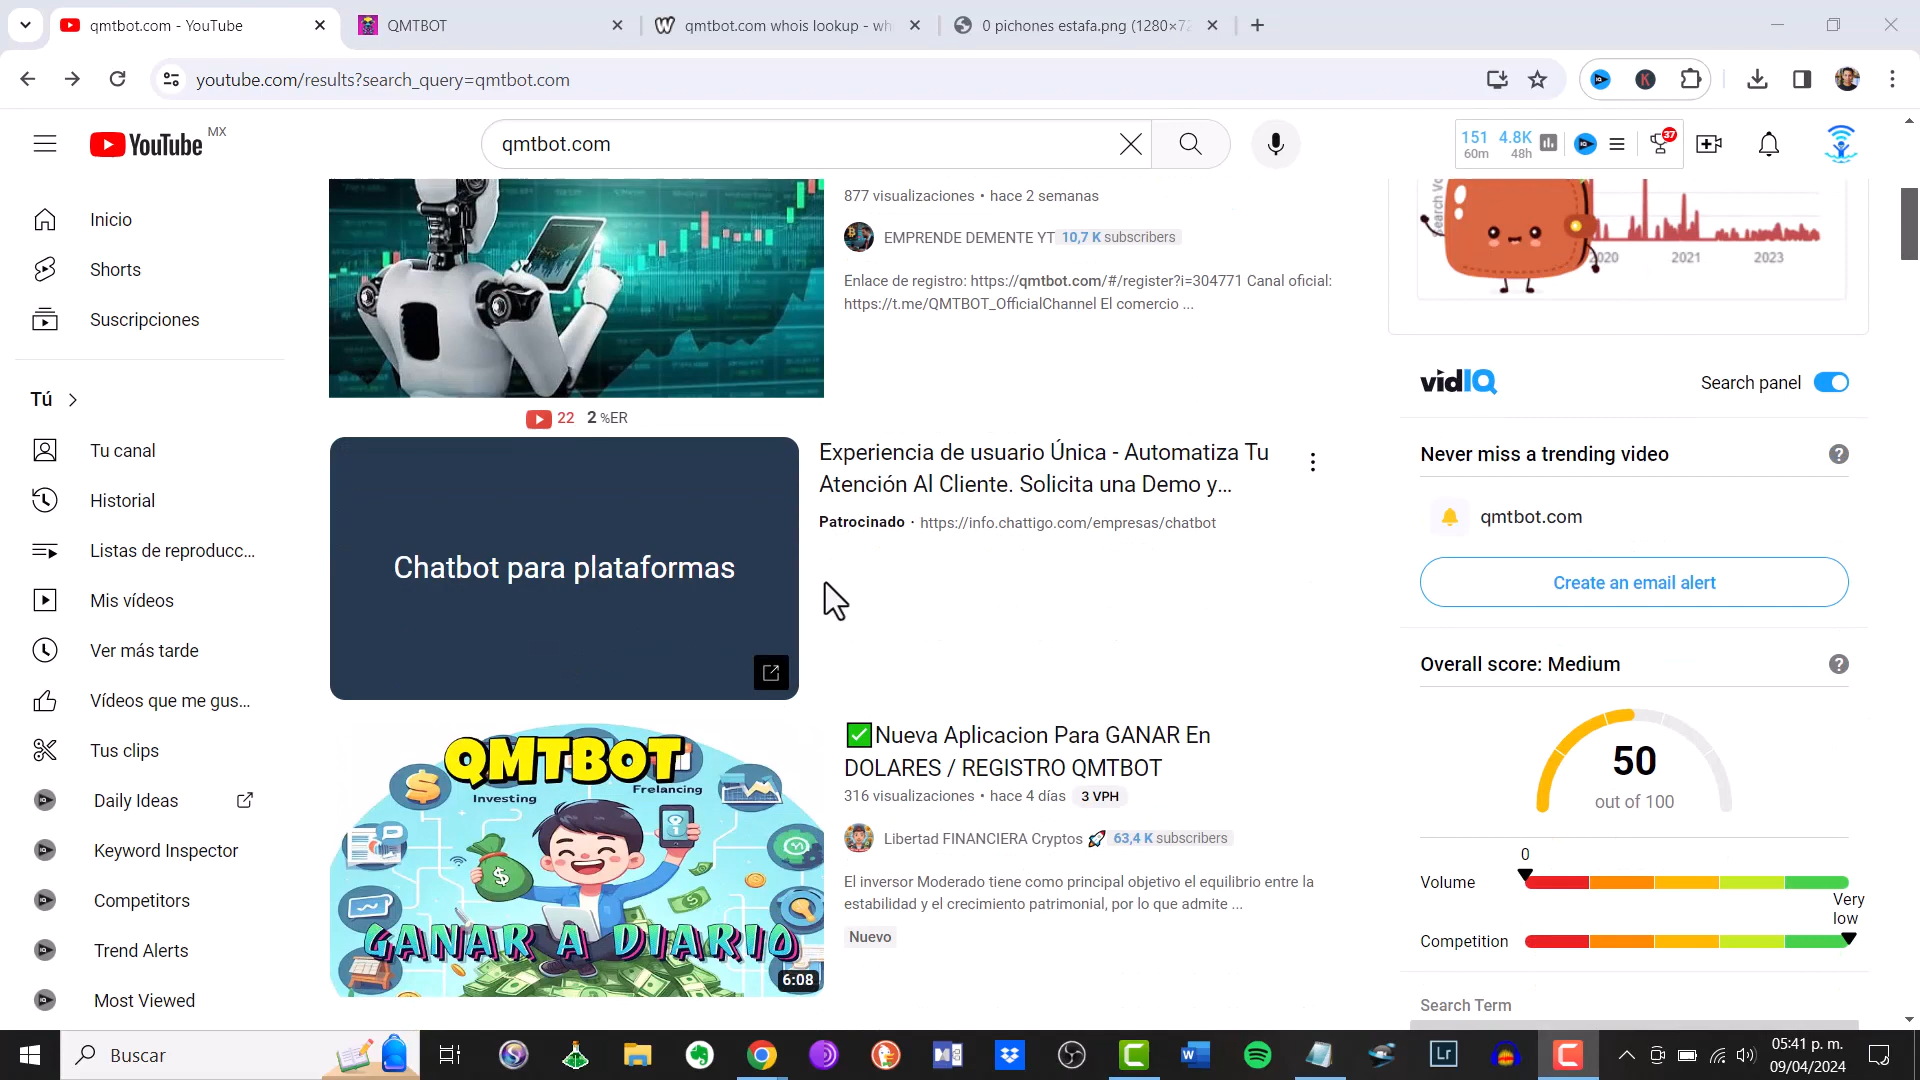 qmtbot.com - YouTube
QMTBOT
qmtbot.com whois lookup - wh
0 pichones estafa.png (1280×72
youtube.com/results?search_query=qmtbot.com
K
YouTube MX
qmtbot.com
151 4.8K
60m 48h
37
Inicio
Shorts
Suscripciones
Tú
Tu canal
Historial
Listas de reproducc...
Mis vídeos
Ver más tarde
Vídeos que me gus...
Tus clips
Daily Ideas
Keyword Inspector
Competitors
Trend Alerts
Most Viewed
877 visualizaciones • hace 2 semanas
EMPRENDE DEMENTE YT 10,7 K subscribers
Enlace de registro: https://qmtbot.com/#/register?i=304771 Canal oficial:
https://t.me/QMTBOT_OfficialChannel El comercio ...
22 2 %ER
Chatbot para plataformas
Experiencia de usuario Única - Automatiza Tu
Atención Al Cliente. Solicita una Demo y...
Patrocinado · https://info.chattigo.com/empresas/chatbot
QMTBOT
Investing
Frelancing
GANAR A DIARIO
6:08
✅Nueva Aplicacion Para GANAR En
DOLARES / REGISTRO QMTBOT
316 visualizaciones • hace 4 días 3 VPH
Libertad FINANCIERA Cryptos 🚀 63,4 K subscribers
El inversor Moderado tiene como principal objetivo el equilibrio entre la
estabilidad y el crecimiento patrimonial, por lo que admite ...
Nuevo
Search Vo
2020 2021 2023
vidIQ
Search panel
Never miss a trending video
qmtbot.com
Create an email alert
Overall score: Medium
50
out of 100
0
Volume
Very
low
Competition
Search Term
Buscar
Lr
05:41 p. m.
09/04/2024